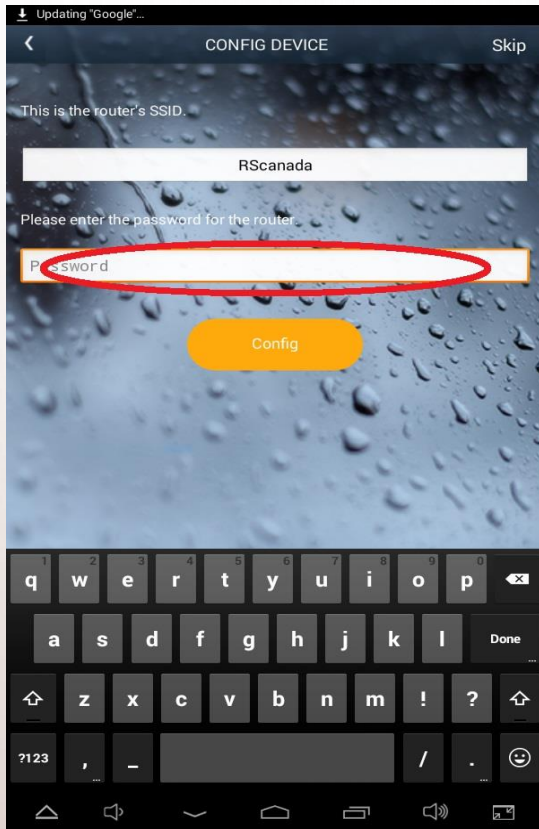 Updating "Google"...
CONFIG DEVICE
Skip
This is the router's SSID.
RScanada
Please enter the password for the router.
Password
Config
1 2 3 4 5 6 7 8 9 0
q w e r t y u i o p
a s d f g h j k l Done
...
z x c v b n m ! ?
?123 , _ / .
... ...